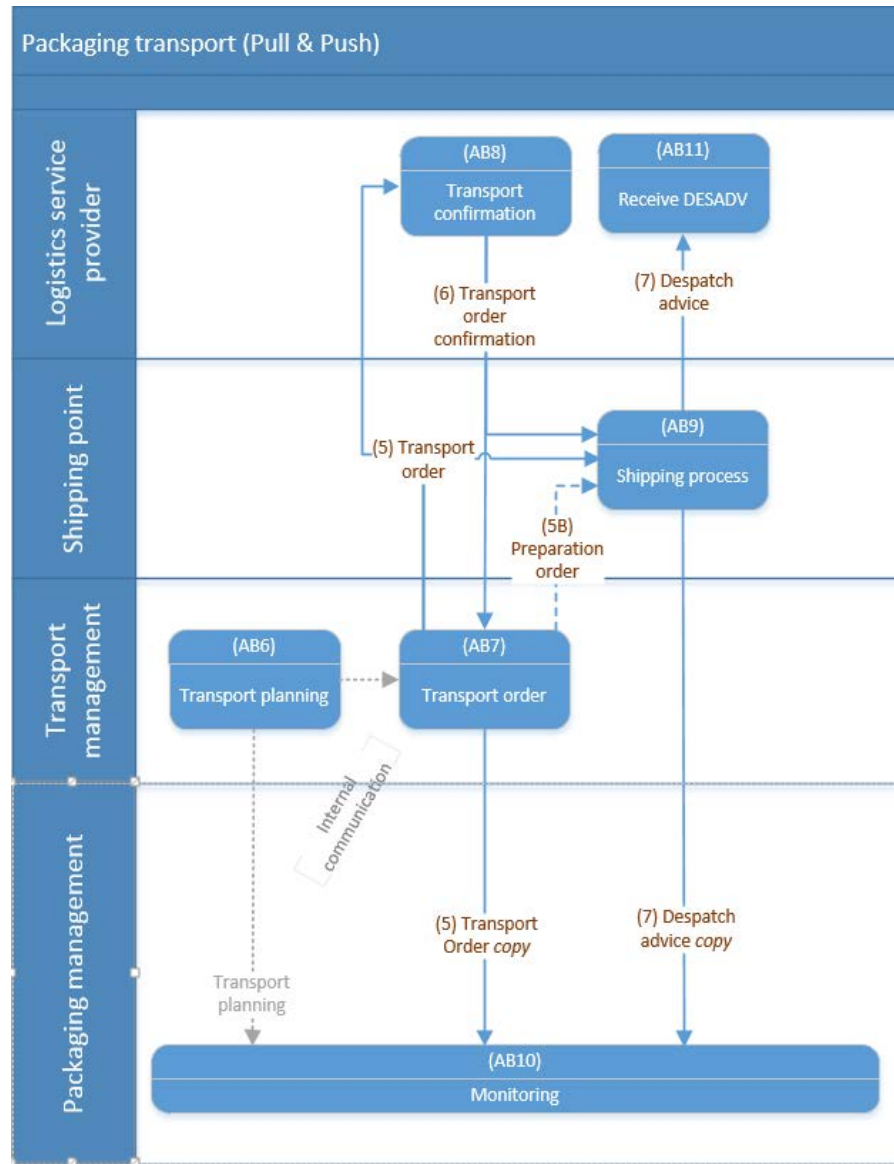 Packaging transport (Pull & Push)
Logistics service
provider
(AB8)
Transport
confirmation
(AB11)
Receive DESADV
(6) Transport
order
confirmation
(7) Despatch
advice
Shipping point
(5) Transport
order
(AB9)
Shipping process
(5B)
Preparation
order
Transport
management
(AB6)
Transport planning
(AB7)
Transport order
Internal
communication
Packaging management
(5) Transport
Order copy
(7) Despatch
advice copy
Transport
planning
(AB10)
Monitoring